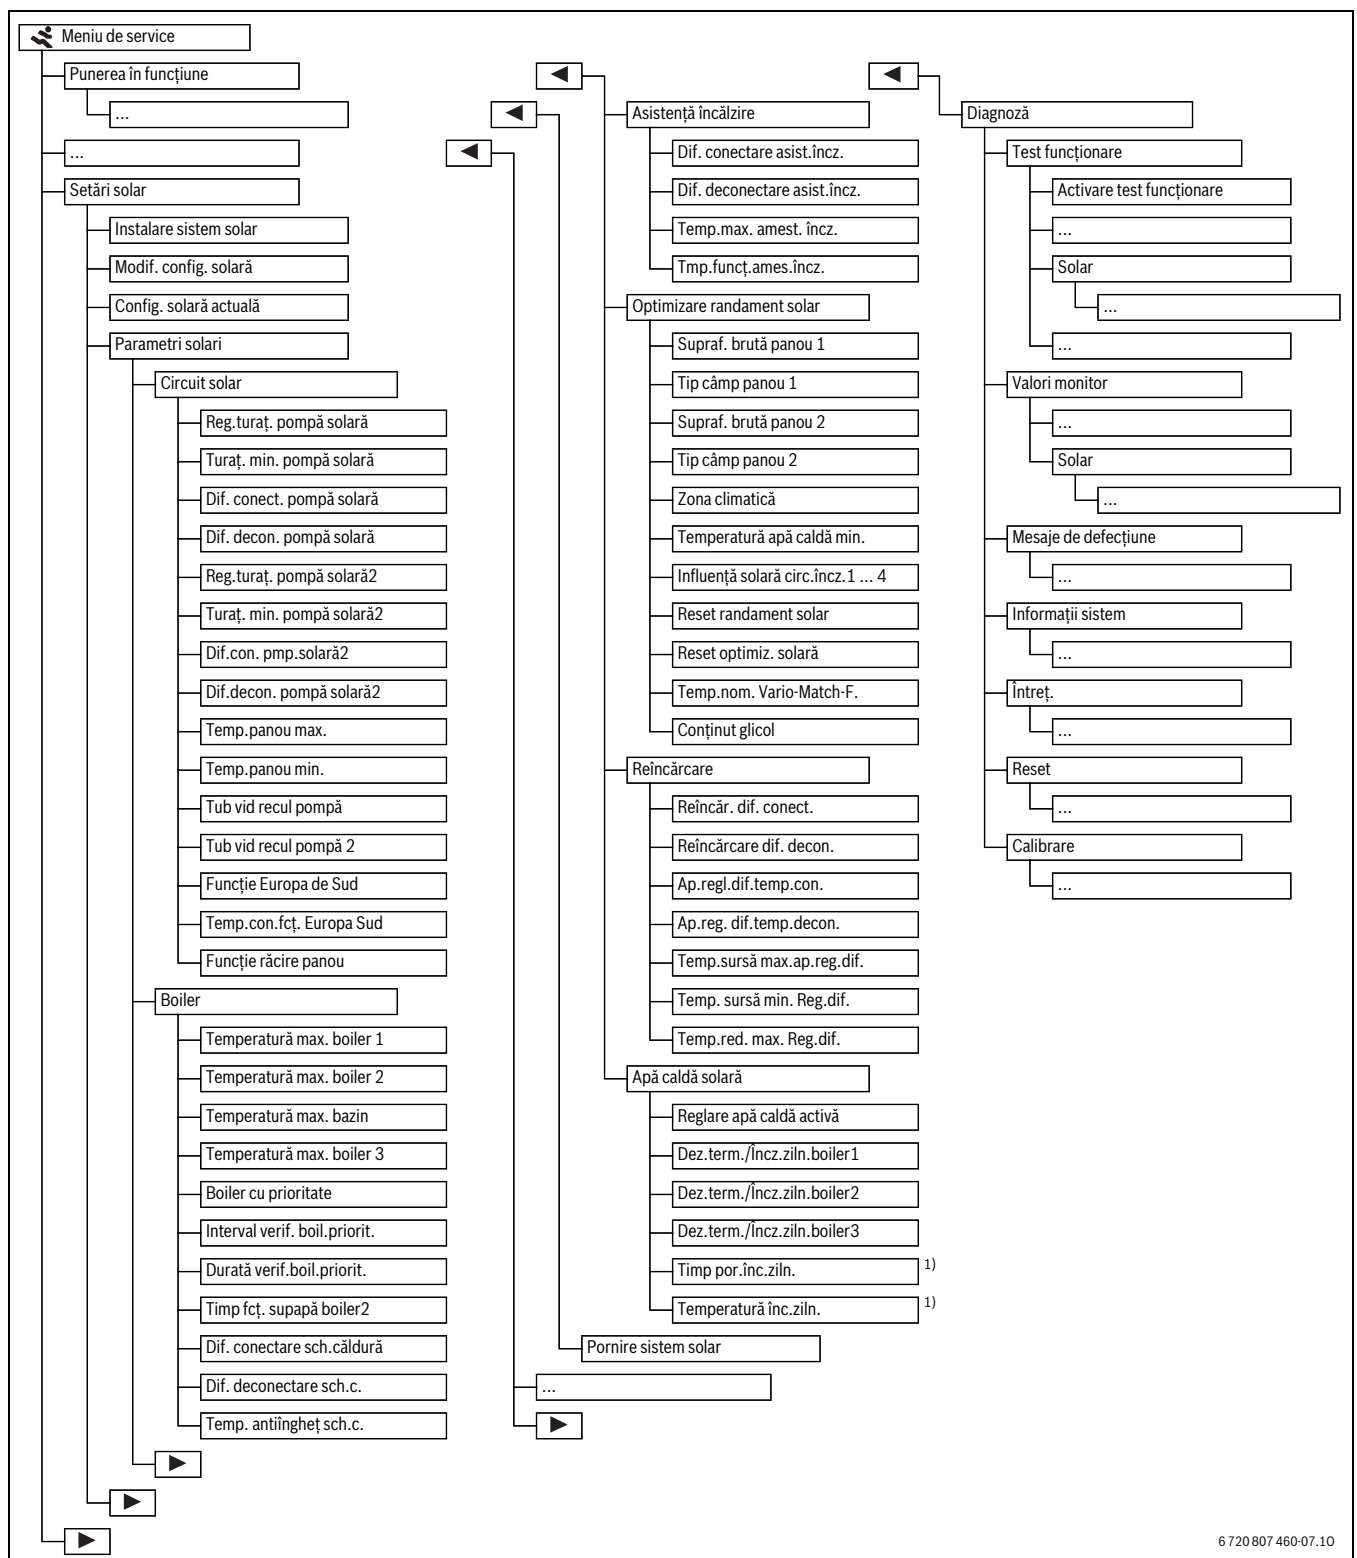 Meniu de service
Punerea în funcțiune
...
...
Setări solar
Instalare sistem solar
Modif. config. solară
Config. solară actuală
Parametri solari
Circuit solar
Reg.turaț. pompă solară
Turaț. min. pompă solară
Dif. conect. pompă solară
Dif. decon. pompă solară
Reg.turaț. pompă solară2
Turaț. min. pompă solară2
Dif.con. pmp.solară2
Dif.decon. pompă solară2
Temp.panou max.
Temp.panou min.
Tub vid recul pompă
Tub vid recul pompă 2
Funcție Europa de Sud
Temp.con.fcț. Europa Sud
Funcție răcire panou
Boiler
Temperatură max. boiler 1
Temperatură max. boiler 2
Temperatură max. bazin
Temperatură max. boiler 3
Boiler cu prioritate
Interval verif. boil.priorit.
Durată verif.boil.priorit.
Timp fcț. supapă boiler2
Dif. conectare sch.căldură
Dif. deconectare sch.c.
Temp. antiîngheț sch.c.
Asistență încălzire
Dif. conectare asist.încz.
Dif. deconectare asist.încz.
Temp.max. amest. încz.
Tmp.funcț.ames.încz.
Optimizare randament solar
Supraf. brută panou 1
Tip câmp panou 1
Supraf. brută panou 2
Tip câmp panou 2
Zona climatică
Temperatură apă caldă min.
Influență solară circ.încz.1 ... 4
Reset randament solar
Reset optimiz. solară
Temp.nom. Vario-Match-F.
Conținut glicol
Reîncărcare
Reîncăr. dif. conect.
Reîncărcare dif. decon.
Ap.regl.dif.temp.con.
Ap.reg. dif.temp.decon.
Temp.sursă max.ap.reg.dif.
Temp. sursă min. Reg.dif.
Temp.red. max. Reg.dif.
Apă caldă solară
Reglare apă caldă activă
Dez.term./Încz.ziln.boiler1
Dez.term./Încz.ziln.boiler2
Dez.term./Încz.ziln.boiler3
Timp por.înc.ziln. 1)
Temperatură înc.ziln. 1)
Pornire sistem solar
...
Diagnoză
Test funcționare
Activare test funcționare
...
Solar
...
...
Valori monitor
...
Solar
...
Mesaje de defecțiune
...
Informații sistem
...
Întreț.
...
Reset
...
Calibrare
...
6 720 807 460-07.1O